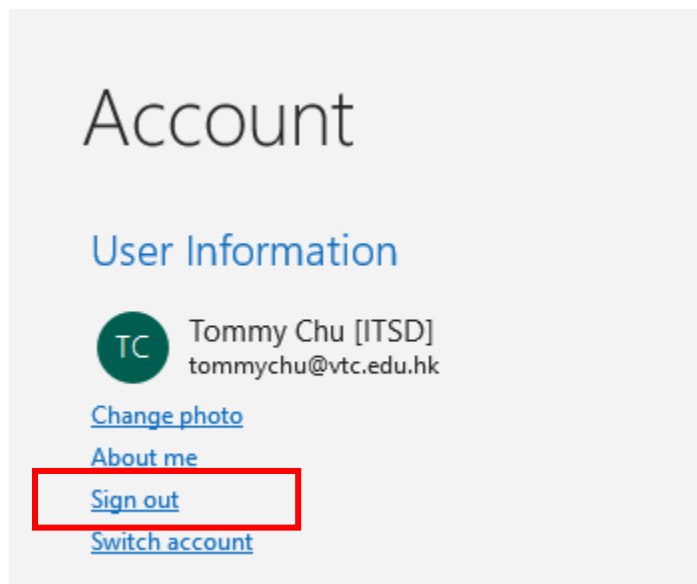 Account
User Information
TC
Tommy Chu [ITSD]
tommychu@vtc.edu.hk
Change photo
About me
Sign out
Switch account